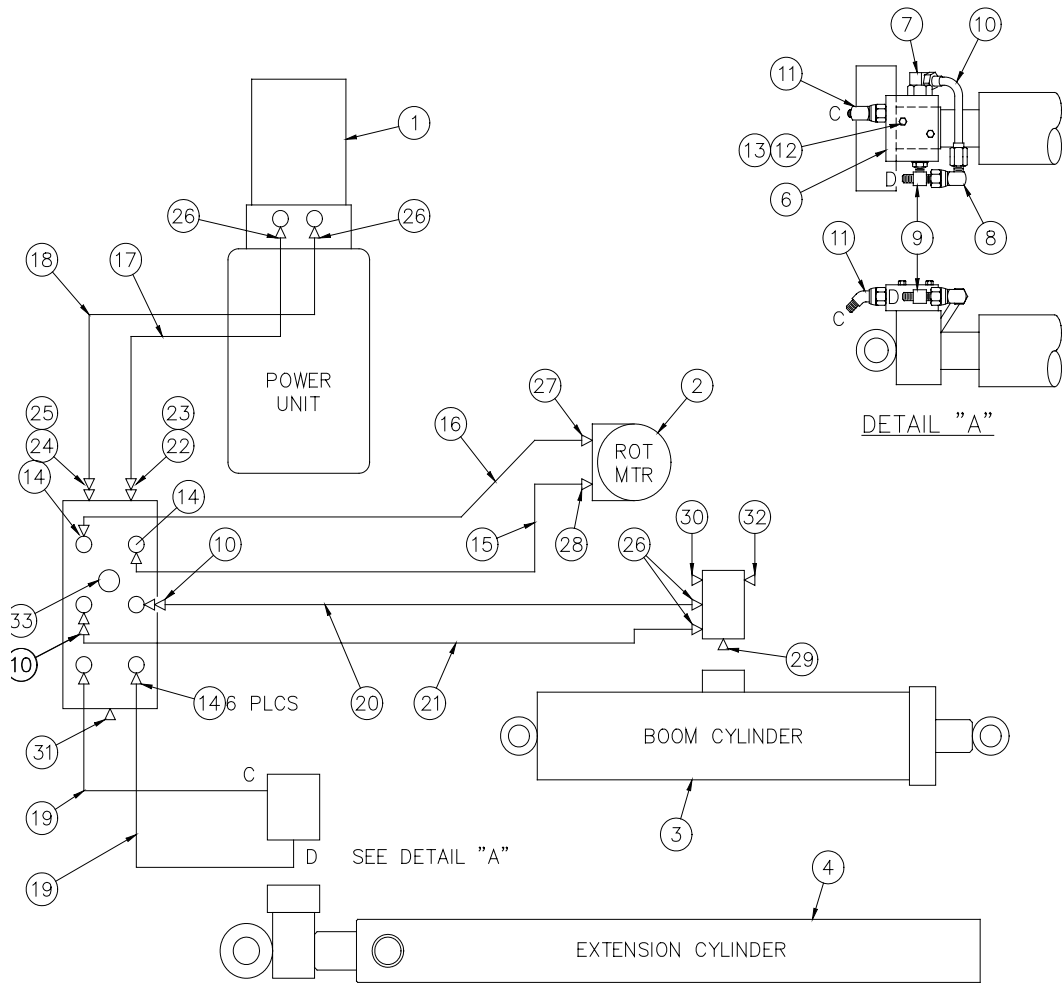 7
10
11
1
C
13
12
D
6
26
26
11
9
8
18
17
D
C
POWER
UNIT
DETAIL "A"
25
23
27
2
24
22
16
ROT
MTR
14
14
30
32
15
28
26
10
33
10
29
14
6 PLCS
20
21
31
BOOM CYLINDER
C
19
3
D
SEE DETAIL "A"
19
4
EXTENSION CYLINDER